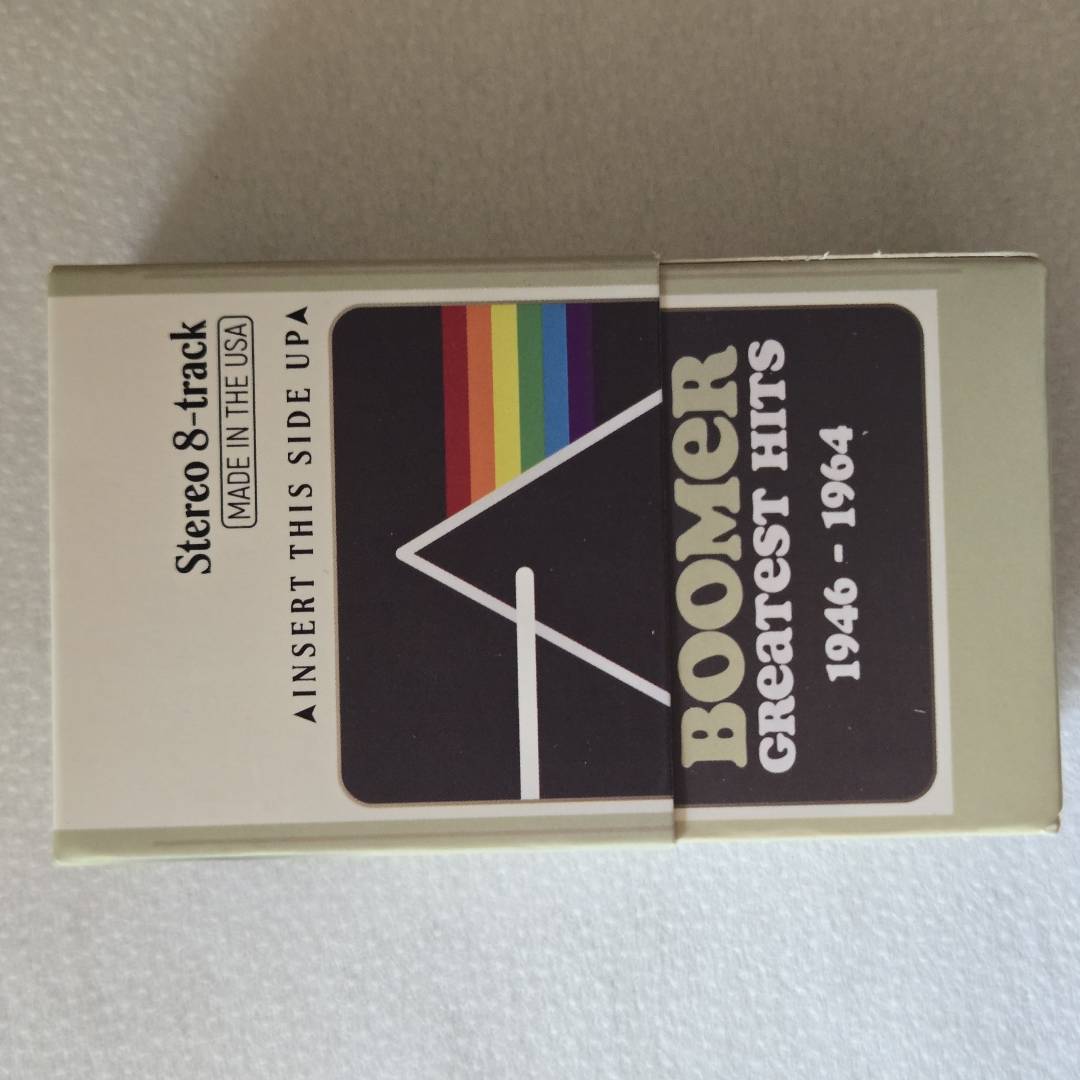 Stereo 8-track
MADE IN THE USA
▲INSERT THIS SIDE UP▲
BOOMER
GREATEST HITS
1946 - 1964